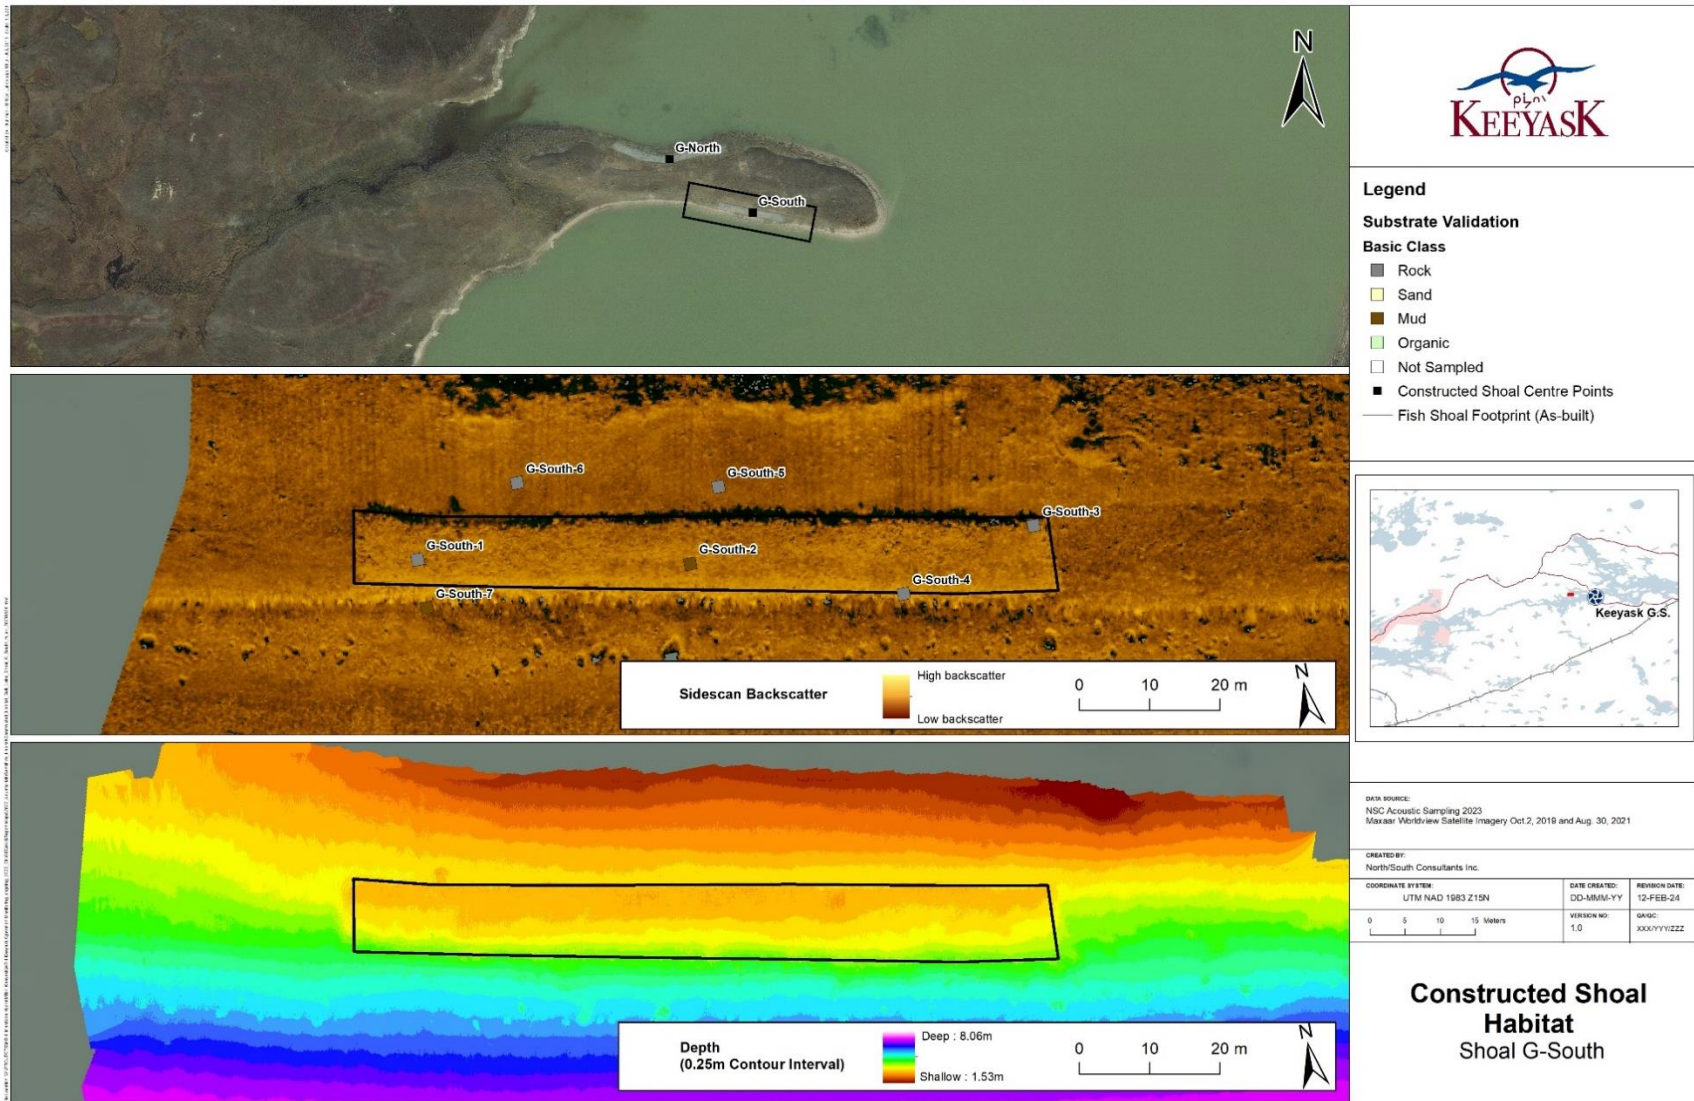 N
G-North
G-South
G-South-6
G-South-5
G-South-3
G-South-1
G-South-2
G-South-4
G-South-7
Sidescan Backscatter
High backscatter
Low backscatter
0 10 20 m
N
Depth
(0.25m Contour Interval)
Deep : 8.06m
Shallow : 1.53m
0 10 20 m
N
KEEYASK
Legend
Substrate Validation
Basic Class
Rock
Sand
Mud
Organic
Not Sampled
Constructed Shoal Centre Points
Fish Shoal Footprint (As-built)
Keeyask G.S.
DATA SOURCE:
NSC Acoustic Sampling 2023
Maxaar Worldview Satellite Imagery Oct.2, 2019 and Aug. 30, 2021
CREATED BY:
North/South Consultants Inc.
COORDINATE SYSTEM:
UTM NAD 1983 Z15N
DATE CREATED:
DD-MMM-YY
REVISION DATE:
12-FEB-24
0 5 10 15 Meters
VERSION NO:
1.0
QA/QC:
XXX/YYY/ZZZ
Constructed Shoal
Habitat
Shoal G-South